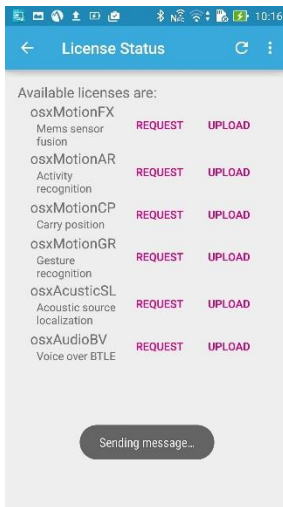 10:16
License Status
Available licenses are:
osxMotionFX
Mems sensor
fusion
REQUEST UPLOAD
osxMotionAR
Activity
recognition
REQUEST UPLOAD
osxMotionCP
Carry position
REQUEST UPLOAD
osxMotionGR
Gesture
recognition
REQUEST UPLOAD
osxAcusticSL
Acoustic source
localization
REQUEST UPLOAD
osxAudioBV
Voice over BTLE
REQUEST UPLOAD
Sending message...